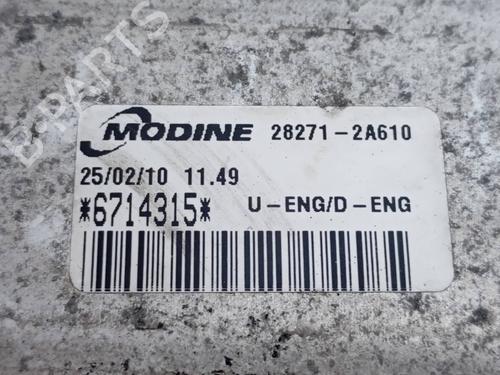 MODINE 28271-2A610
25/02/10 11.49
*6714315* U-ENG/D-ENG
B-PARTS